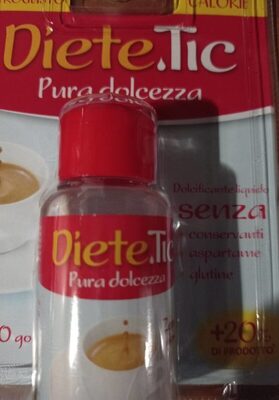 CALORIE
Diete.Tic
Pura dolcezza
Dolcificante liquido
senza
conservanti
aspartame
glutine
Diete.Tic
Pura dolcezza
+20%
DI PRODOTTO